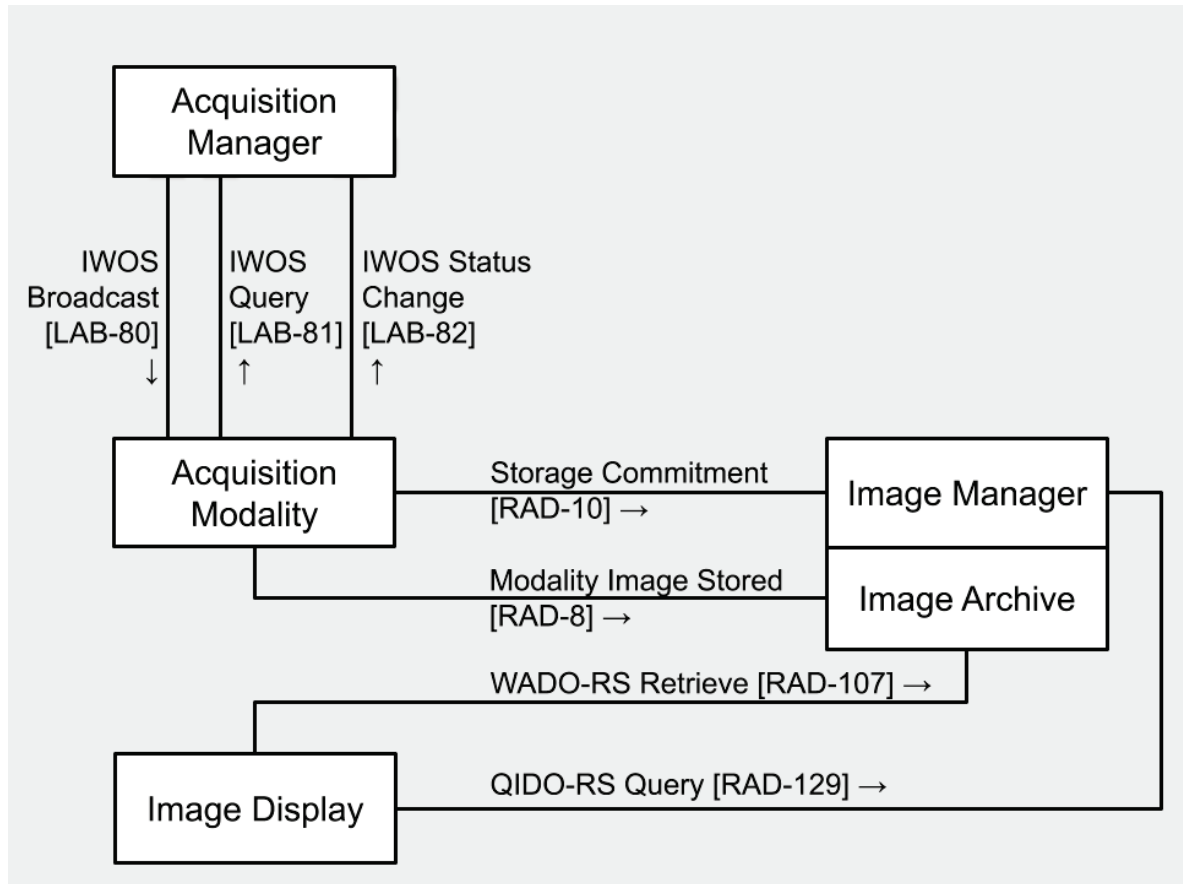 Acquisition
Manager
IWOS
Broadcast
[LAB-80]
↓
IWOS
Query
[LAB-81]
↑
IWOS Status
Change
[LAB-82]
↑
Acquisition
Modality
Storage Commitment
[RAD-10] →
Image Manager
Modality Image Stored
[RAD-8] →
Image Archive
WADO-RS Retrieve [RAD-107] →
Image Display
QIDO-RS Query [RAD-129] →